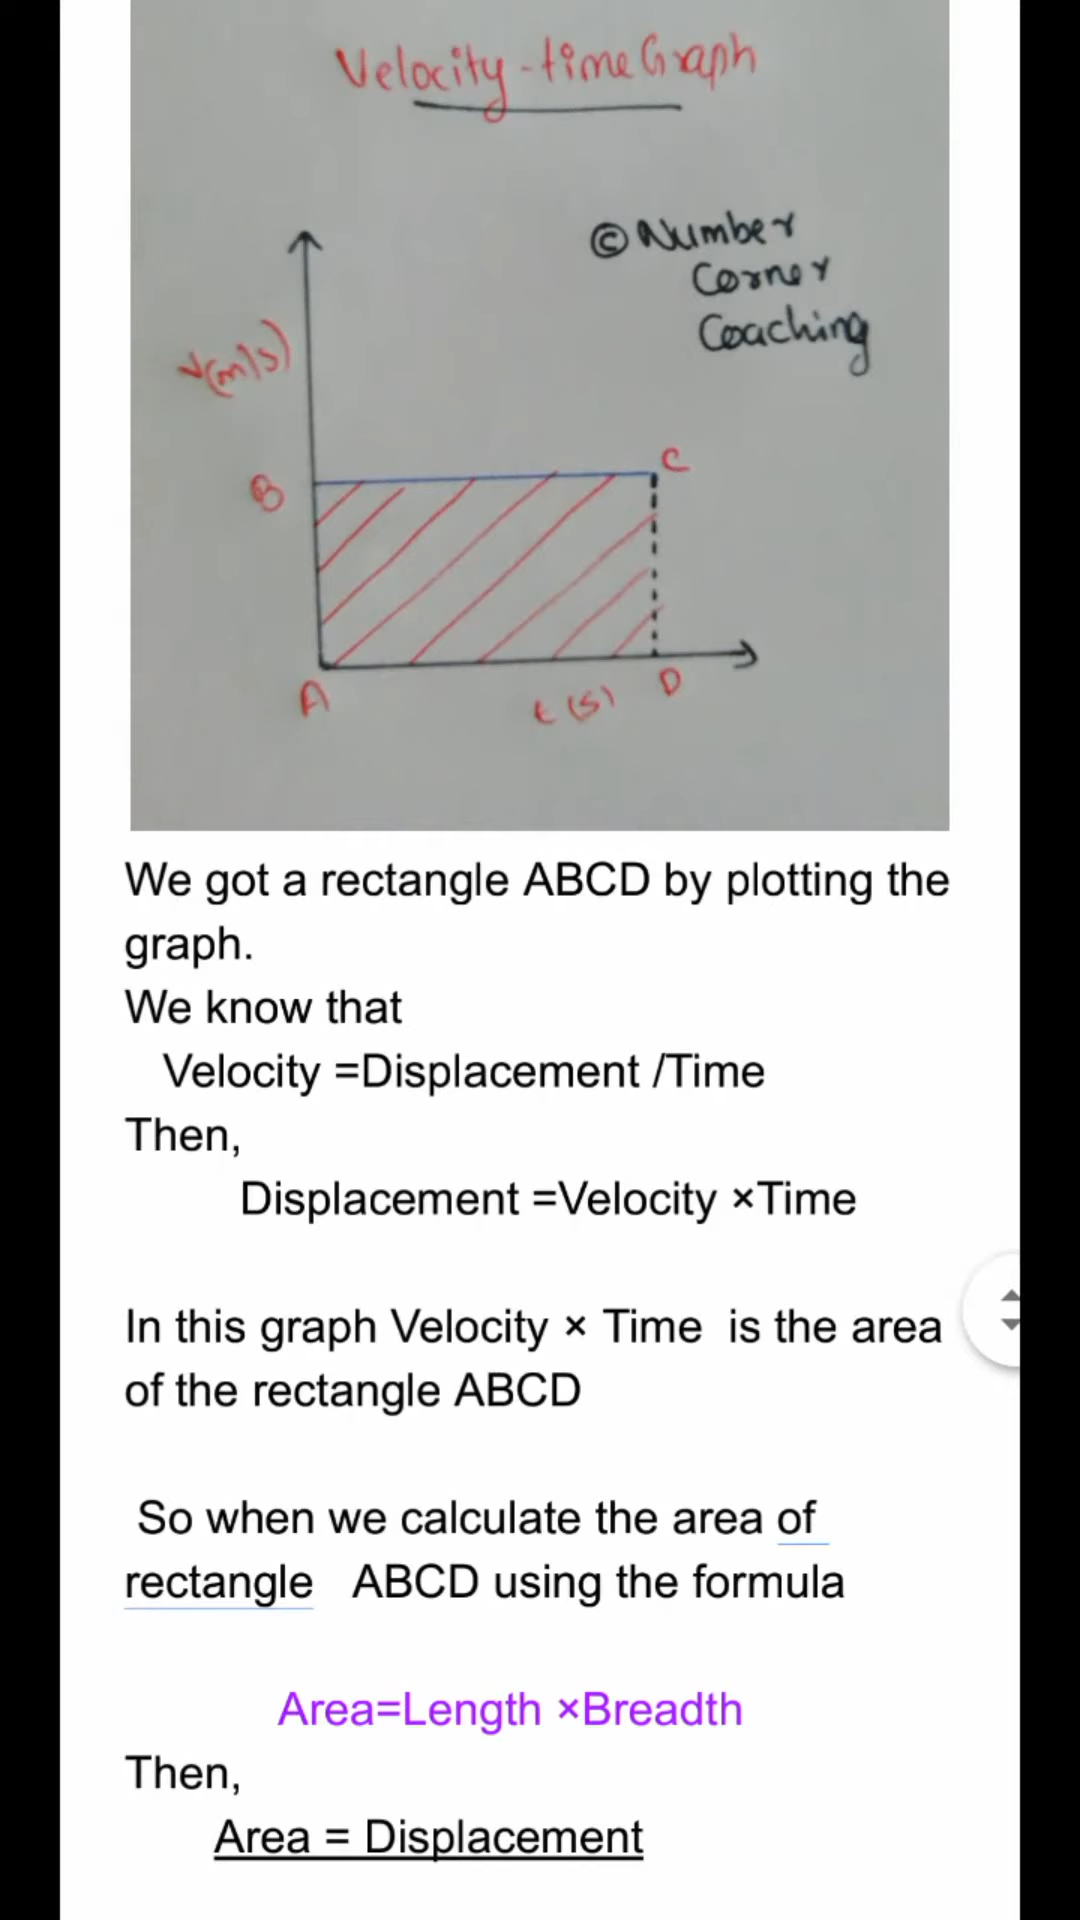 Velocity-time Graph
© Number
Corner
Coaching
v(m/s)
C
B
A
t(s)
D
We got a rectangle ABCD by plotting the
graph.
We know that
Velocity =Displacement /Time
Then,
Displacement =Velocity ×Time
In this graph Velocity × Time is the area
of the rectangle ABCD
So when we calculate the area of
rectangle ABCD using the formula
Area=Length ×Breadth
Then,
Area = Displacement